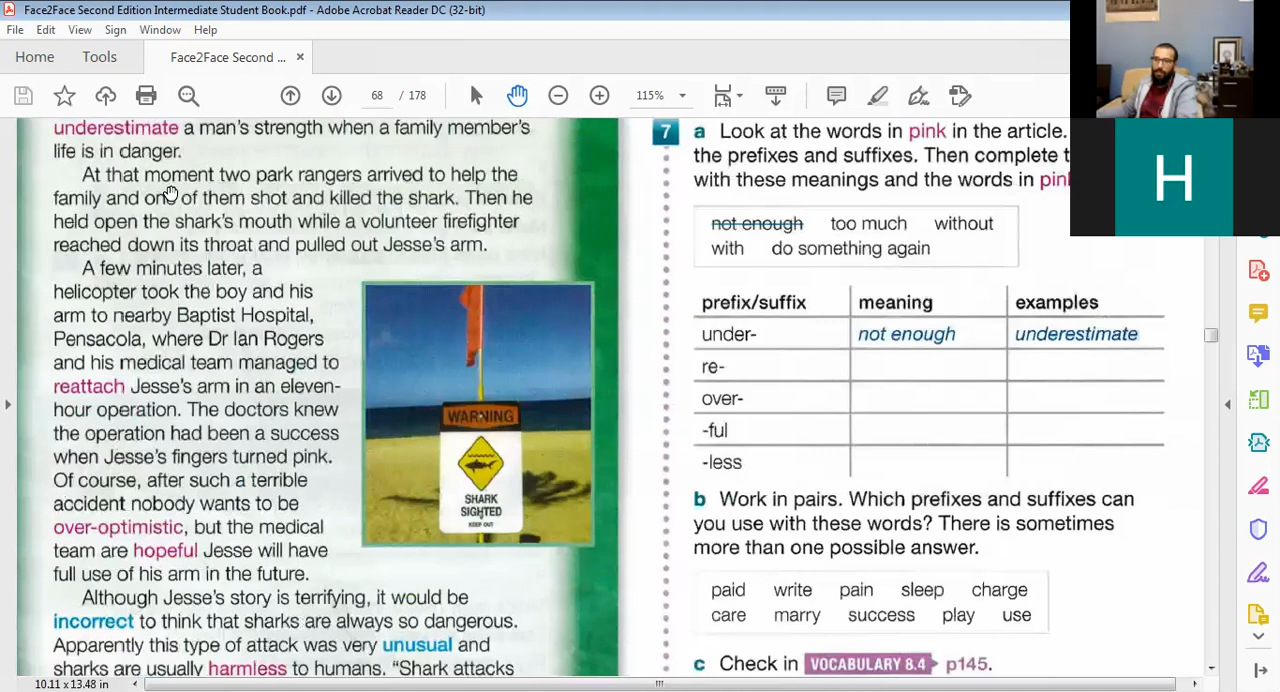 Face2Face Second Edition Intermediate Student Book.pdf - Adobe Acrobat Reader DC (32-bit)
File Edit View Sign Window Help
Home Tools Face2Face Second ... ×
68 / 178 115%
underestimate a man's strength when a family member's
life is in danger.
At that moment two park rangers arrived to help the
family and one of them shot and killed the shark. Then he
held open the shark's mouth while a volunteer firefighter
reached down its throat and pulled out Jesse's arm.
A few minutes later, a
helicopter took the boy and his
arm to nearby Baptist Hospital,
Pensacola, where Dr Ian Rogers
and his medical team managed to
reattach Jesse's arm in an eleven-
hour operation. The doctors knew
the operation had been a success
when Jesse's fingers turned pink.
Of course, after such a terrible
accident nobody wants to be
over-optimistic, but the medical
team are hopeful Jesse will have
full use of his arm in the future.
Although Jesse's story is terrifying, it would be
incorrect to think that sharks are always so dangerous.
Apparently this type of attack was very unusual and
sharks are usually harmless to humans. “Shark attacks
WARNING
SHARK
SIGHTED
KEEP OUT
7 a Look at the words in pink in the article.
the prefixes and suffixes. Then complete t
with these meanings and the words in pin
not enough too much without
with do something again
prefix/suffix meaning examples
under- not enough underestimate
re-
over-
-ful
-less
b Work in pairs. Which prefixes and suffixes can
you use with these words? There is sometimes
more than one possible answer.
paid write pain sleep charge
care marry success play use
c Check in VOCABULARY 8.4 p145.
10.11 x 13.48 in
H